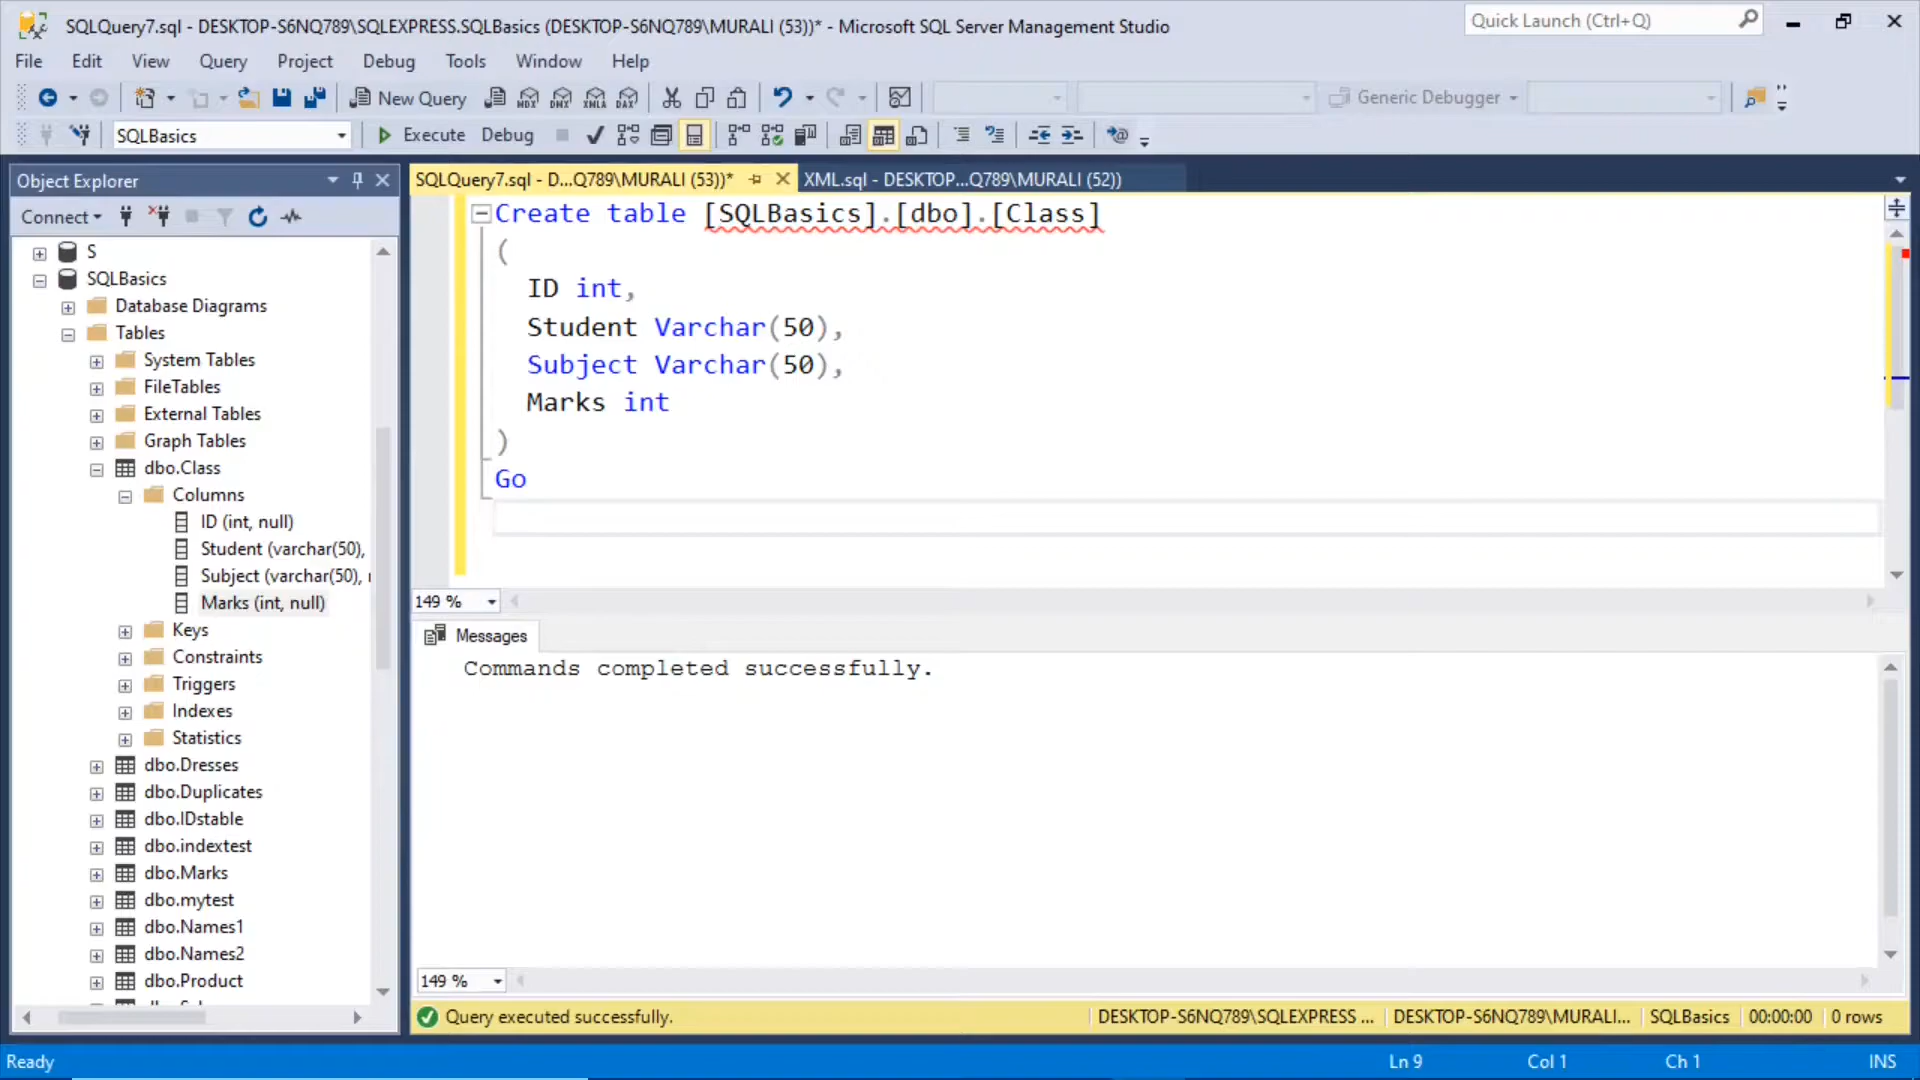 SQLQuery7.sql - DESKTOP-S6NQ789\SQLEXPRESS.SQLBasics (DESKTOP-S6NQ789\MURALI (53))* - Microsoft SQL Server Management Studio
Quick Launch (Ctrl+Q)
File Edit View Query Project Debug Tools Window Help
New Query MDX DMX XMLA DAX Generic Debugger
SQLBasics Execute Debug
Object Explorer
SQLQuery7.sql - D...Q789\MURALI (53))* XML.sql - DESKTOP...Q789\MURALI (52))
Connect
S
SQLBasics
Database Diagrams
Tables
System Tables
FileTables
External Tables
Graph Tables
dbo.Class
Columns
ID (int, null)
Student (varchar(50),
Subject (varchar(50),
Marks (int, null)
Keys
Constraints
Triggers
Indexes
Statistics
dbo.Dresses
dbo.Duplicates
dbo.IDstable
dbo.indextest
dbo.Marks
dbo.mytest
dbo.Names1
dbo.Names2
dbo.Product
Create table [SQLBasics].[dbo].[Class]
(
ID int,
Student Varchar(50),
Subject Varchar(50),
Marks int
)
Go
149 %
Messages
Commands completed successfully.
149 %
Query executed successfully. DESKTOP-S6NQ789\SQLEXPRESS ... DESKTOP-S6NQ789\MURALI... SQLBasics 00:00:00 0 rows
Ready Ln 9 Col 1 Ch 1 INS